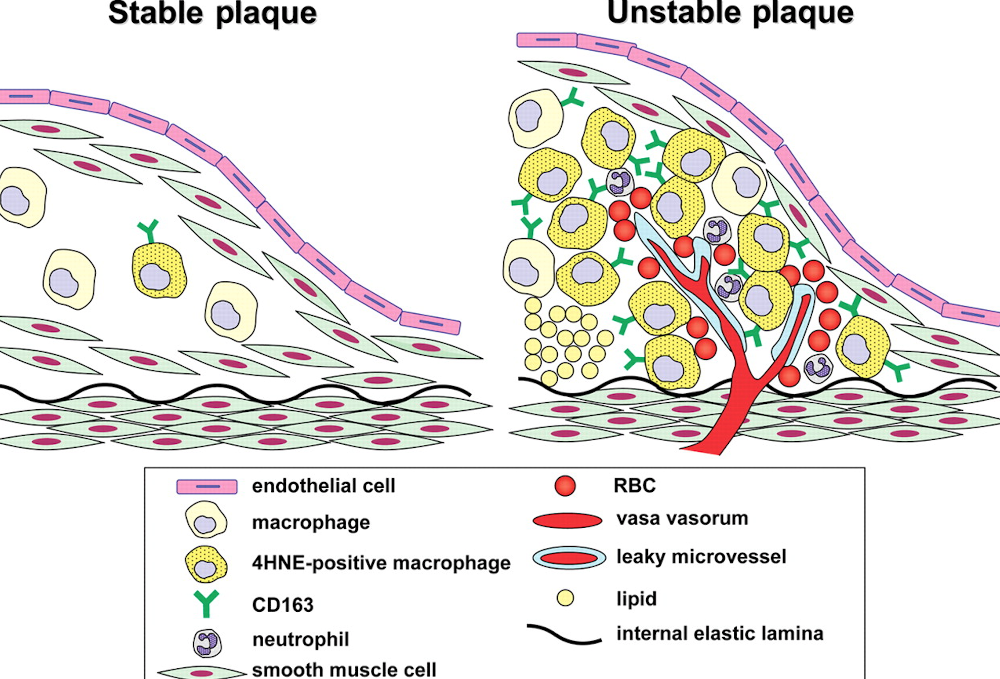 Stable plaque
Unstable plaque
endothelial cell
macrophage
4HNE-positive macrophage
CD163
neutrophil
smooth muscle cell
RBC
vasa vasorum
leaky microvessel
lipid
internal elastic lamina